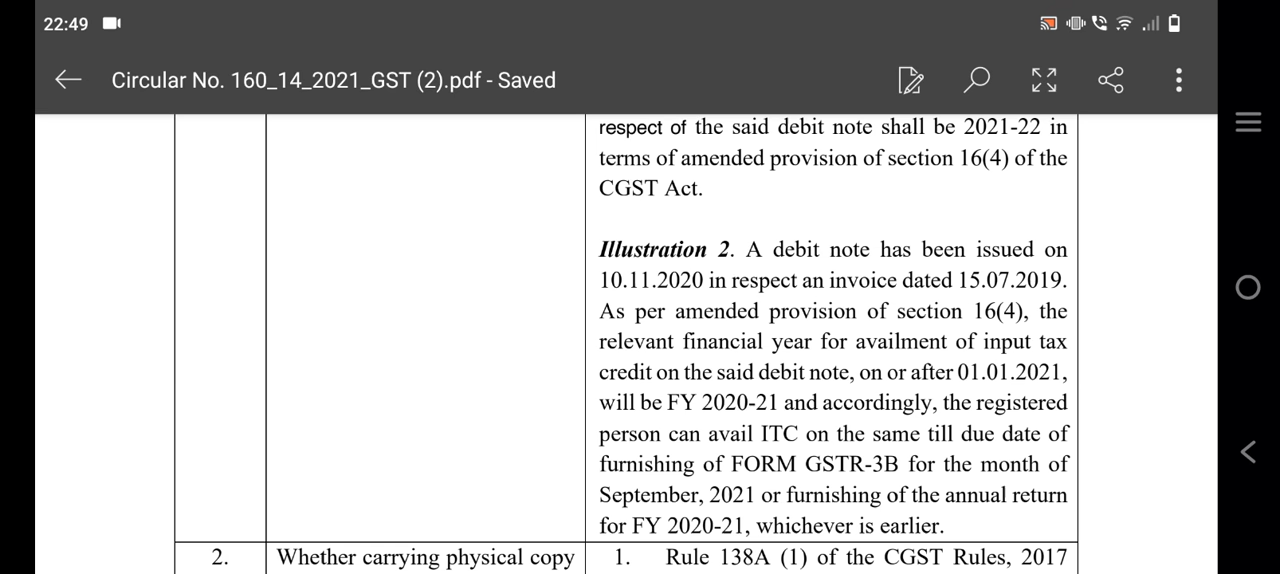 22:49
Circular No. 160_14_2021_GST (2).pdf - Saved
respect of the said debit note shall be 2021-22 in
terms of amended provision of section 16(4) of the
CGST Act.
Illustration 2. A debit note has been issued on
10.11.2020 in respect an invoice dated 15.07.2019.
As per amended provision of section 16(4), the
relevant financial year for availment of input tax
credit on the said debit note, on or after 01.01.2021,
will be FY 2020-21 and accordingly, the registered
person can avail ITC on the same till due date of
furnishing of FORM GSTR-3B for the month of
September, 2021 or furnishing of the annual return
for FY 2020-21, whichever is earlier.
2. Whether carrying physical copy 1. Rule 138A (1) of the CGST Rules, 2017